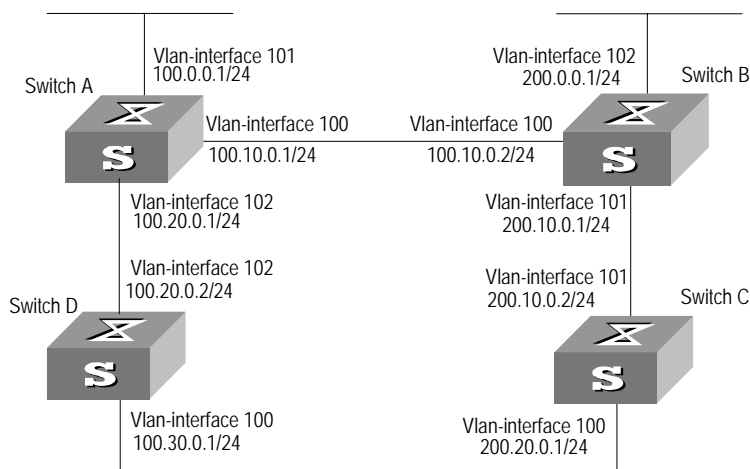 Vlan-interface 101
100.0.0.1/24
Vlan-interface 102
200.0.0.1/24
Switch A
Switch B
Vlan-interface 100
100.10.0.1/24
Vlan-interface 100
100.10.0.2/24
S
S
Vlan-interface 102
100.20.0.1/24
Vlan-interface 101
200.10.0.1/24
Vlan-interface 102
100.20.0.2/24
Vlan-interface 101
200.10.0.2/24
Switch D
Switch C
S
S
Vlan-interface 100
100.30.0.1/24
Vlan-interface 100
200.20.0.1/24